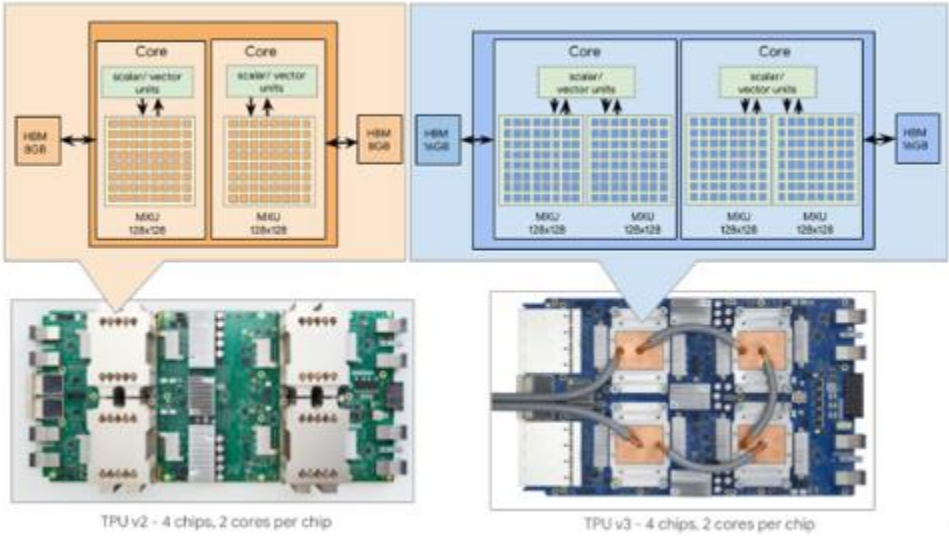 Core
Core
scalar/ vector
units
scalar/ vector
units
HBM
8GB
HBM
8GB
MXU
128x128
MXU
128x128
Core
Core
scalar/
vector units
scalar/
vector units
HBM
16GB
HBM
16GB
MXU
128x128
MXU
128x128
MXU
128x128
MXU
128x128
TPU v2 - 4 chips, 2 cores per chip
TPU v3 - 4 chips, 2 cores per chip